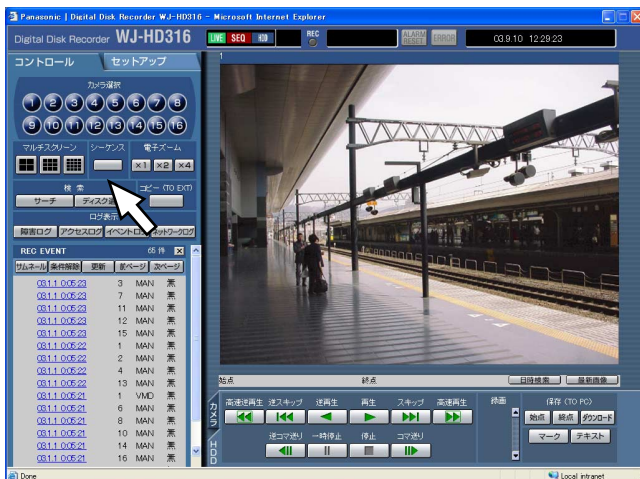 Panasonic | Digital Disk Recorder WJ-HD316 - Microsoft Internet Explorer
Digital Disk Recorder WJ-HD316
LIVE SEQ HDD REC ALARM RESET ERROR 03.9.10 12:29:23
コントロール セットアップ
1
カメラ選択
1 2 3 4 5 6 7 8
9 10 11 12 13 14 15 16
マルチスクリーン シーケンス 電子ズーム
×1 ×2 ×4
検 索 コピー (TO EXT)
サーチ ディスク
ログ表示
障害ログ アクセスログ イベントログ ネットワークログ
REC EVENT 65 件
サムネール 条件解除 更新 前ページ 次ページ
03.1.1 0:05:23 3 MAN 無
03.1.1 0:05:23 7 MAN 無
03.1.1 0:05:23 11 MAN 無
03.1.1 0:05:23 12 MAN 無
03.1.1 0:05:23 15 MAN 無
03.1.1 0:05:22 1 MAN 無
03.1.1 0:05:22 2 MAN 無
03.1.1 0:05:22 4 MAN 無
03.1.1 0:05:22 13 MAN 無
03.1.1 0:05:21 1 VMD 無
03.1.1 0:05:21 6 MAN 無
03.1.1 0:05:21 8 MAN 無
03.1.1 0:05:21 10 MAN 無
03.1.1 0:05:21 14 MAN 無
03.1.1 0:05:21 16 MAN 無
始点 終点 日時検索 最新画像
カメラ
HDD
高速逆再生 逆スキップ 逆再生 再生 スキップ 高速再生
逆コマ送り 一時停止 停止 コマ送り
録画
保存 (TO PC)
始点 終点 ダウンロード
マーク テキスト
Done Local intranet